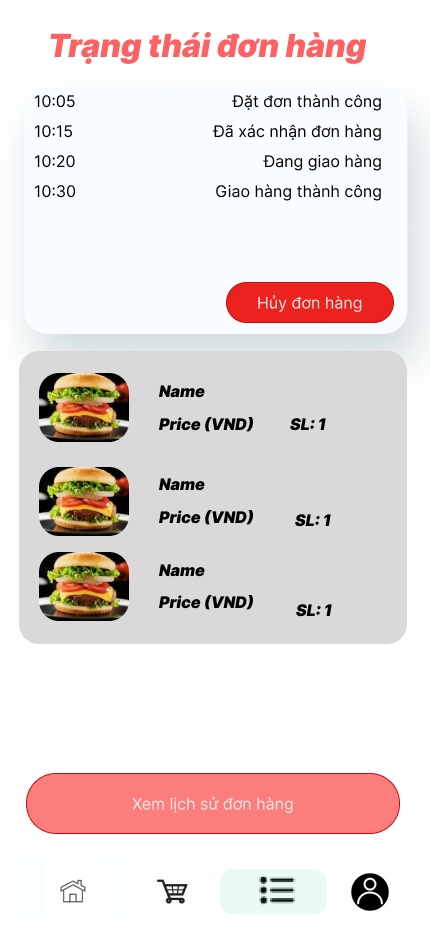 Trạng thái đơn hàng
10:05 Đặt đơn thành công
10:15 Đã xác nhận đơn hàng
10:20 Đang giao hàng
10:30 Giao hàng thành công
Hủy đơn hàng
Name
Price (VND) SL: 1
Name
Price (VND) SL: 1
Name
Price (VND) SL: 1
Xem lịch sử đơn hàng